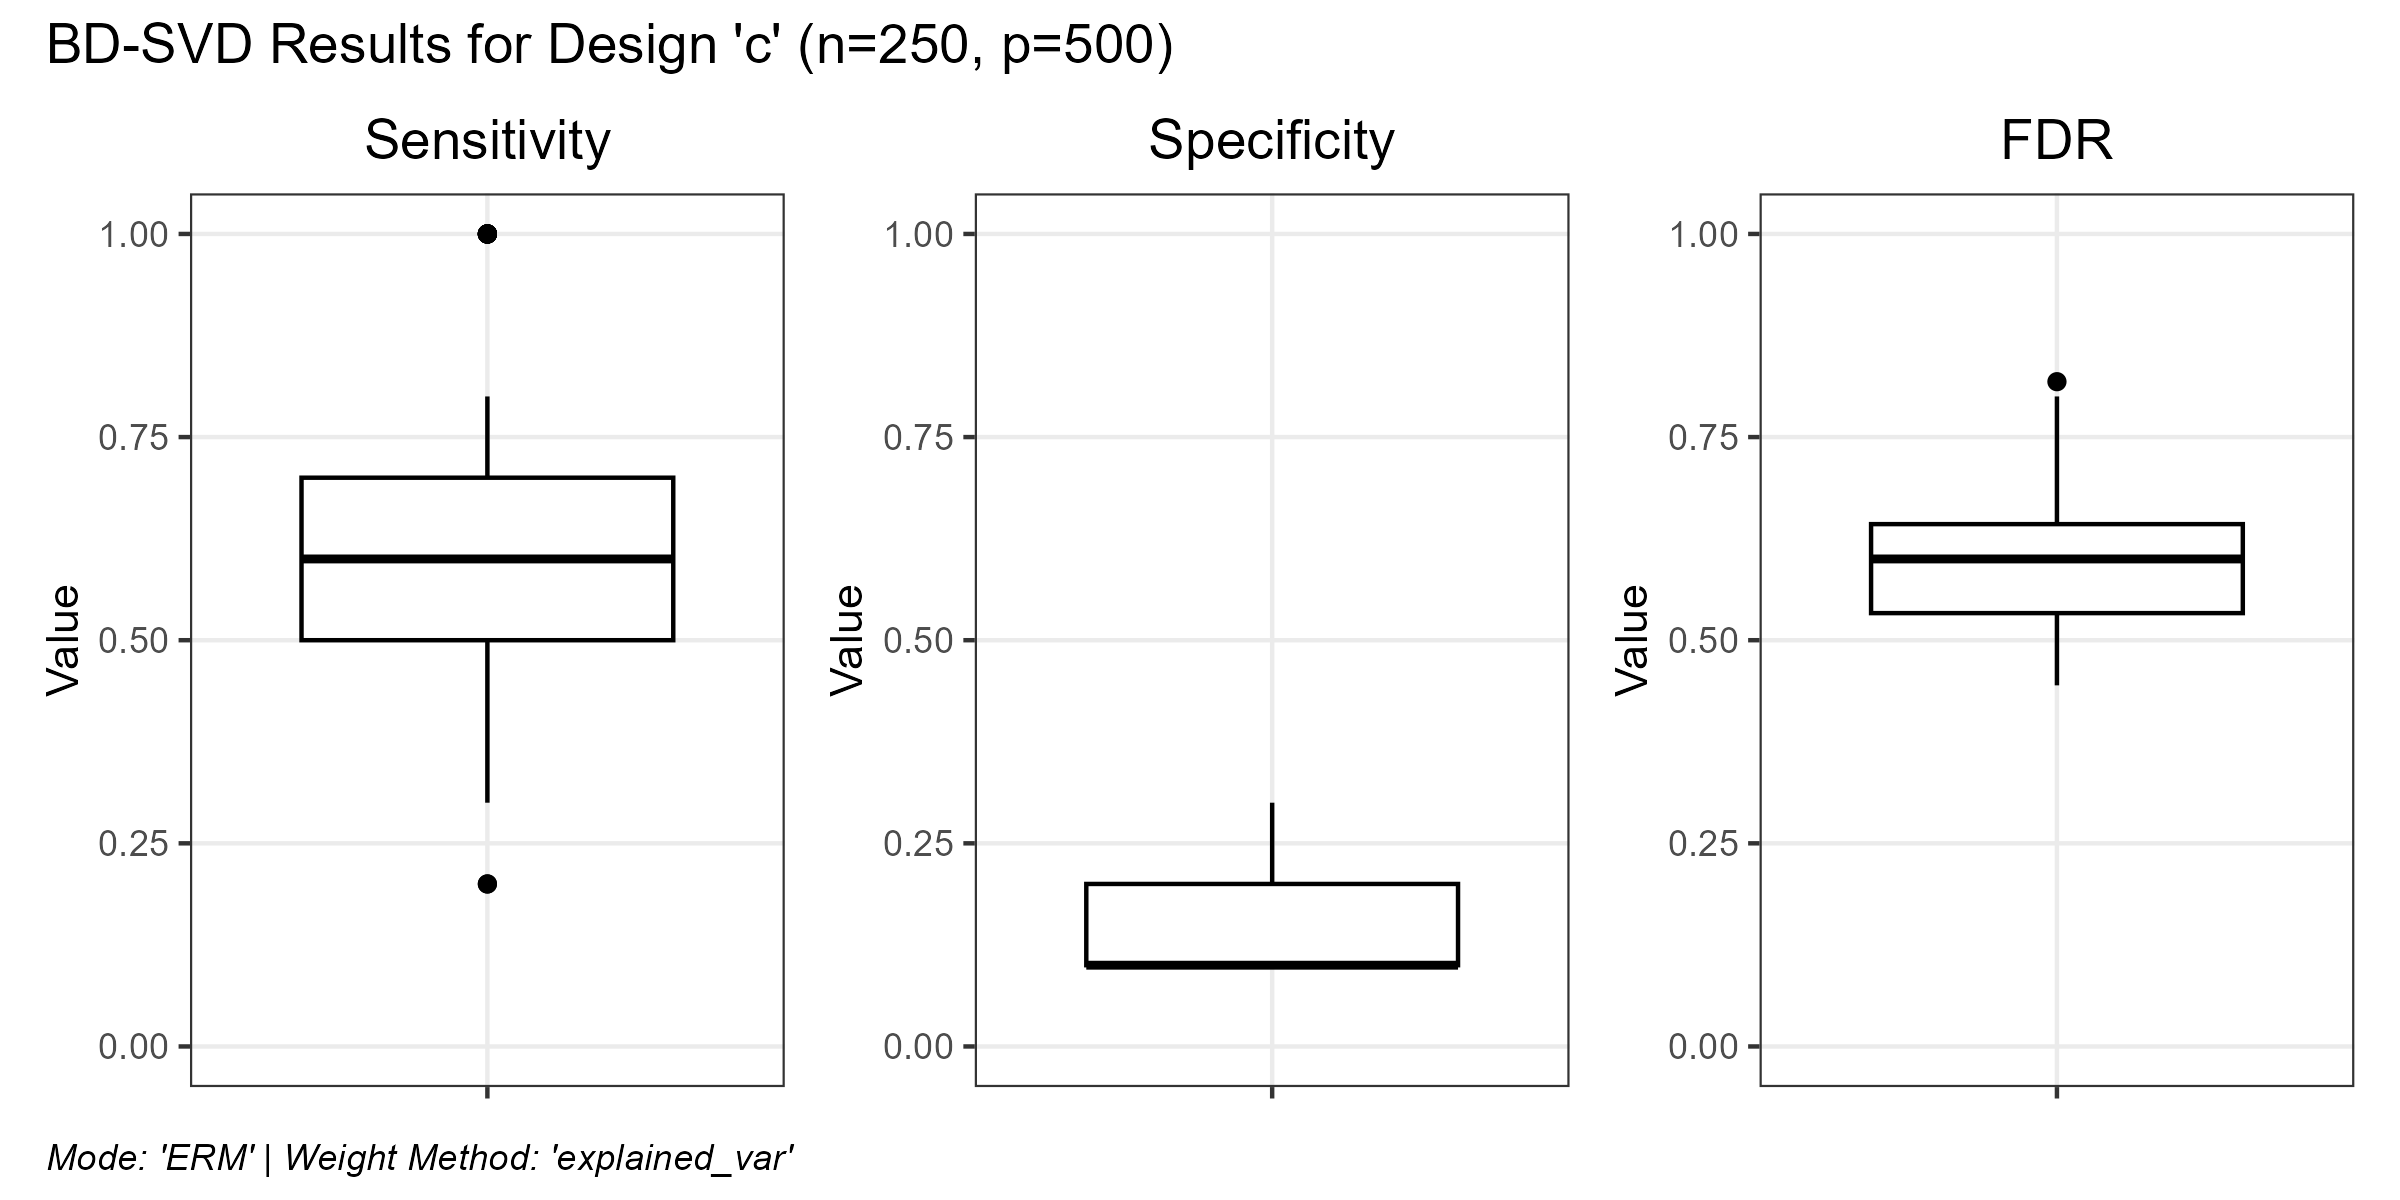 BD-SVD Results for Design 'c' (n=250, p=500)
Sensitivity
Value
1.00
0.75
0.50
0.25
0.00
Specificity
Value
1.00
0.75
0.50
0.25
0.00
FDR
Value
1.00
0.75
0.50
0.25
0.00
Mode: 'ERM' | Weight Method: 'explained_var'